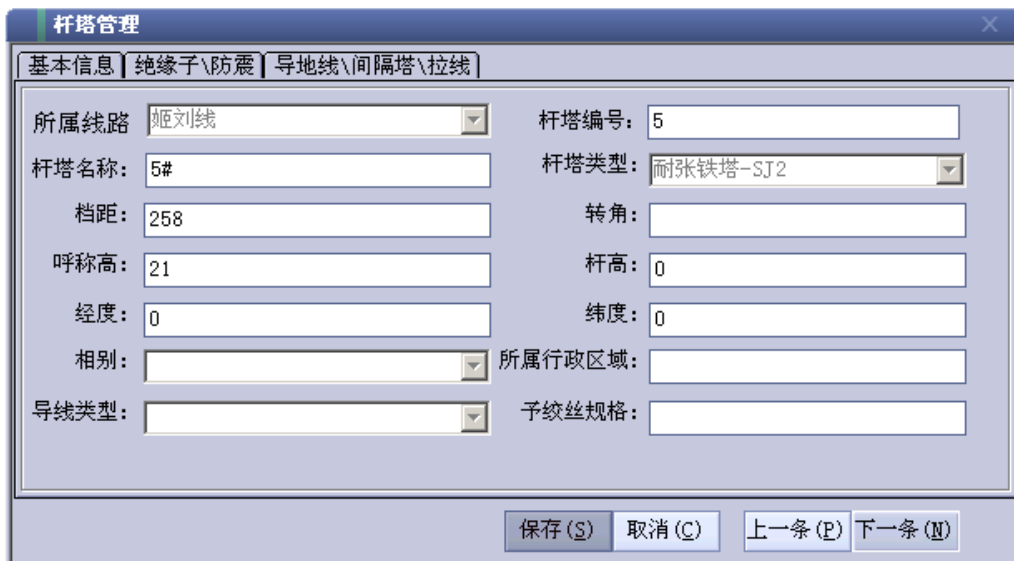 杆塔管理
基本信息 绝缘子\防震 导地线\间隔塔\拉线
所属线路 姬刘线 杆塔编号: 5
杆塔名称: 5# 杆塔类型: 耐张铁塔-SJ2
档距: 258 转角:
呼称高: 21 杆高: 0
经度: 0 纬度: 0
相别: 所属行政区域:
导线类型: 子绞丝规格:
保存(S) 取消(C) 上一条(P) 下一条(N)